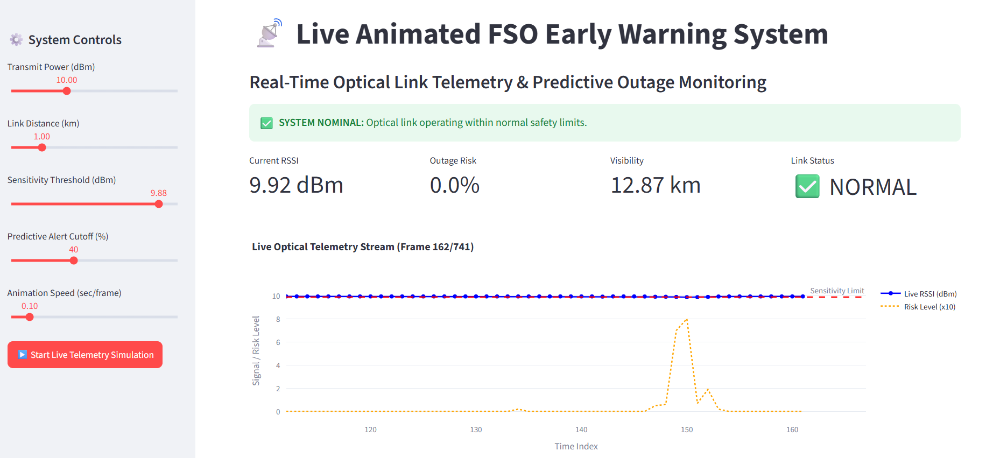 System Controls
Transmit Power (dBm)
10.00
Link Distance (km)
1.00
Sensitivity Threshold (dBm)
9.88
Predictive Alert Cutoff (%)
40
Animation Speed (sec/frame)
0.10
Start Live Telemetry Simulation
Live Animated FSO Early Warning System
Real-Time Optical Link Telemetry & Predictive Outage Monitoring
SYSTEM NOMINAL: Optical link operating within normal safety limits.
Current RSSI
9.92 dBm
Outage Risk
0.0%
Visibility
12.87 km
Link Status
NORMAL
Live Optical Telemetry Stream (Frame 162/741)
Sensitivity Limit
Live RSSI (dBm)
Risk Level (x10)
Signal / Risk Level
10
8
6
4
2
0
120 130 140 150 160
Time Index